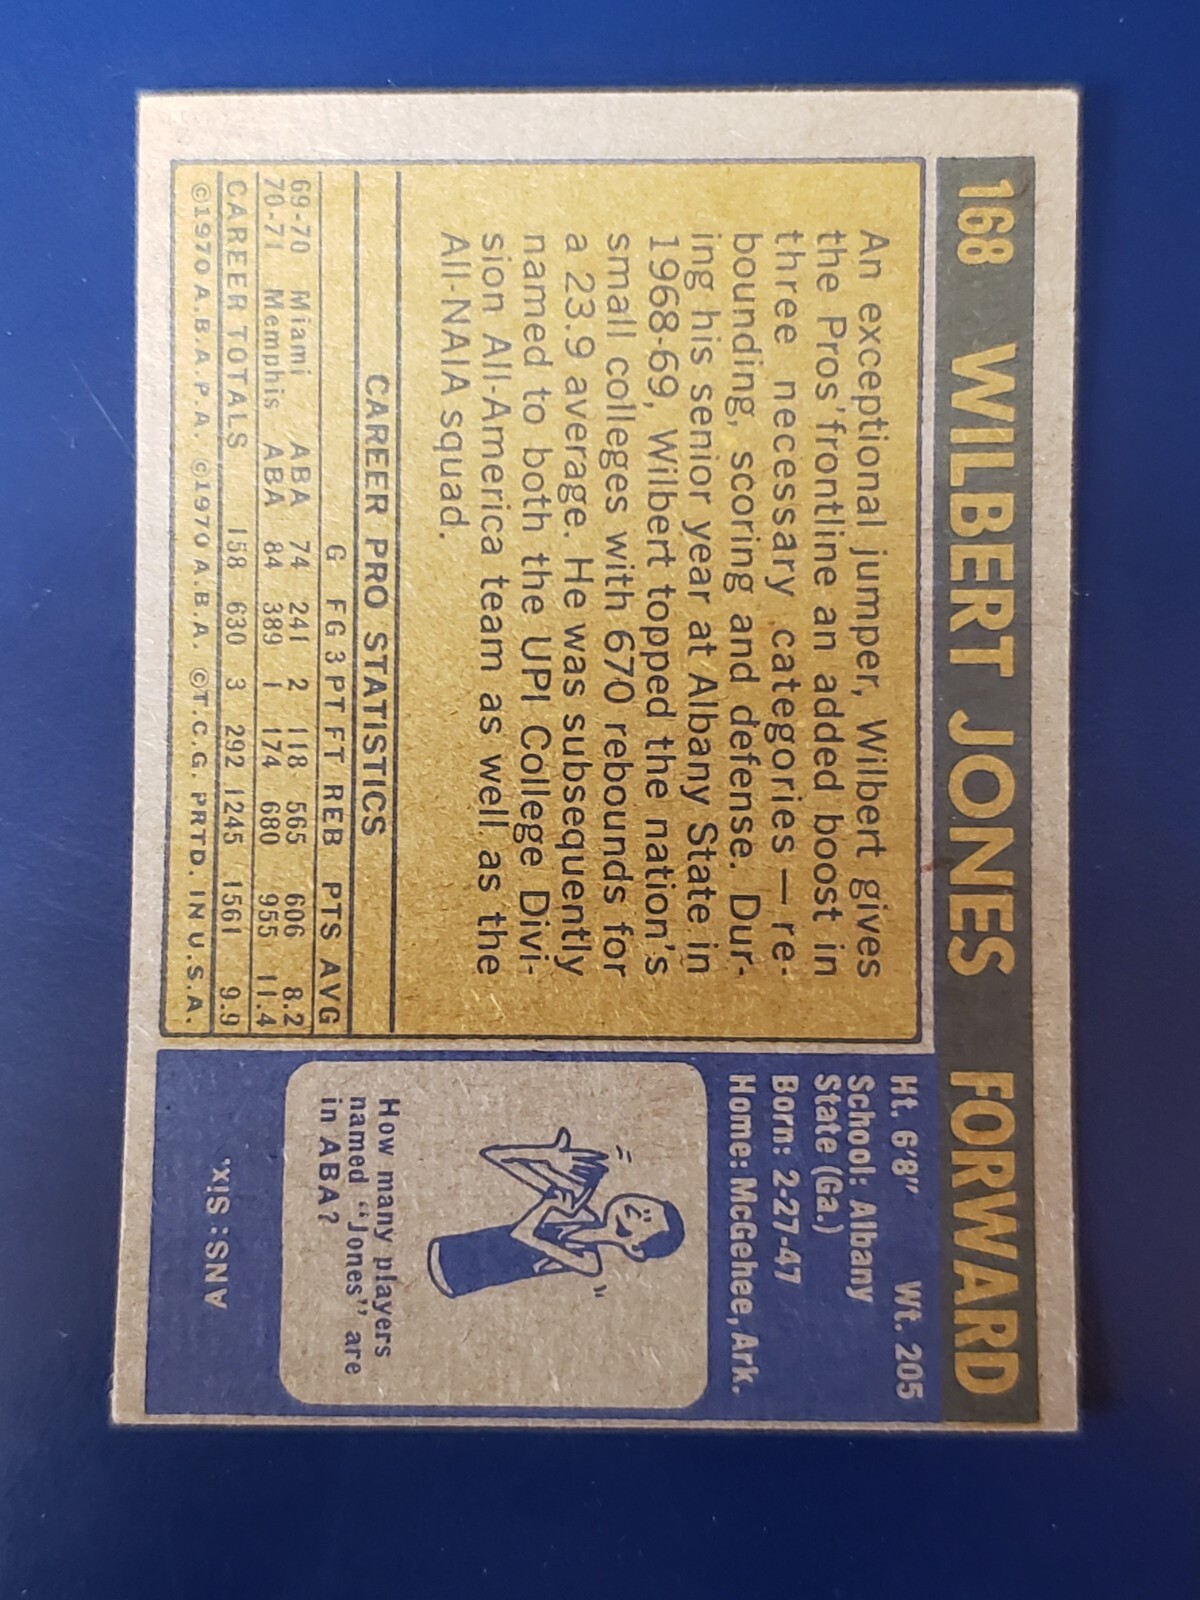 168 WILBERT JONES FORWARD
An exceptional jumper, Wilbert gives
the Pros' frontline an added boost in
three necessary categories — re-
bounding, scoring and defense. Dur-
ing his senior year at Albany State in
1968-69, Wilbert topped the nation's
small colleges with 670 rebounds for
a 23.9 average. He was subsequently
named to both the UPI College Divi-
sion All-America team as well as the
All-NAIA squad.
CAREER PRO STATISTICS
G FG 3PT FT REB PTS AVG
69-70 Miami ABA 74 241 2 118 565 606 8.2
70-71 Memphis ABA 84 389 1 174 680 955 11.4
CAREER TOTALS 158 630 3 292 1245 1561 9.9
©1970 A.B.A.P.A. ©1970 A.B.A. ©T.C.G. PRTD. IN U.S.A.
Ht. 6'8" Wt. 205
School: Albany
State (Ga.)
Born: 2-27-47
Home: McGehee, Ark.
How many players
named "Jones" are
in ABA?
ANS: SIX.